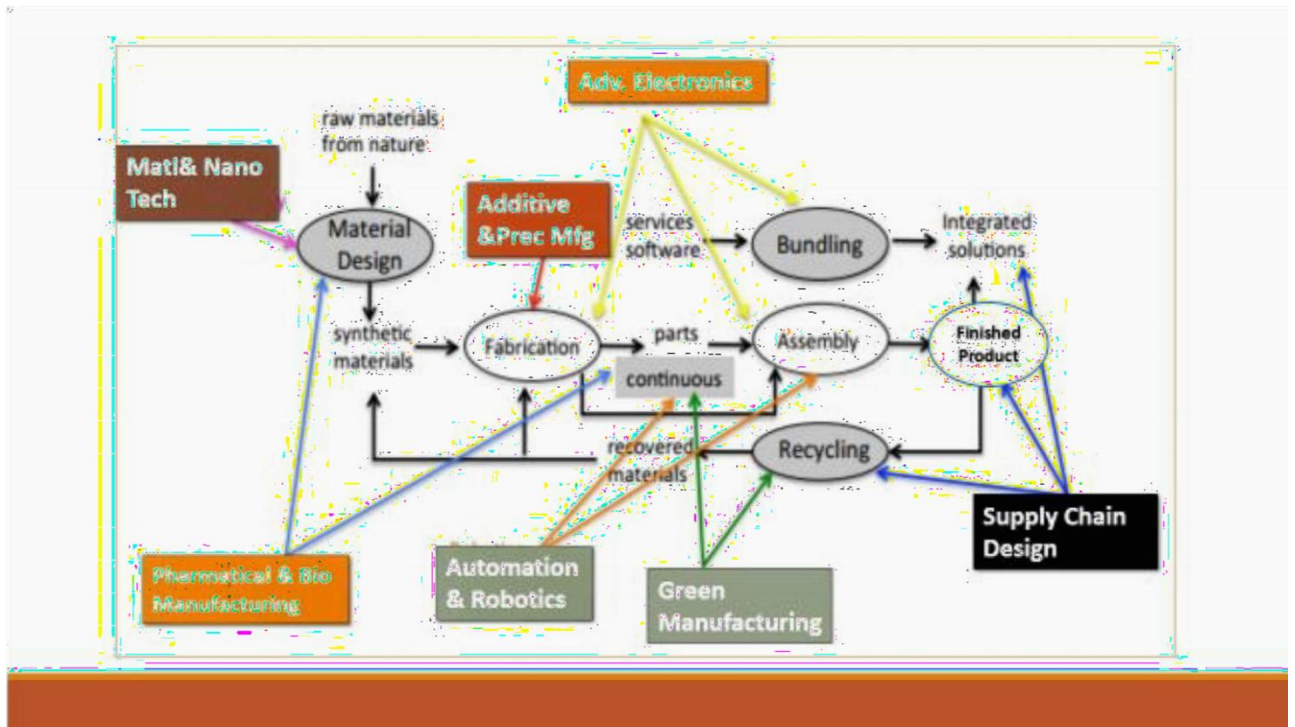 Adv. Electronics
raw materials
from nature
Matl& Nano
Tech
Additive
&Prec Mfg
Material
Design
services
software
Bundling
Integrated
solutions
synthetic
materials
Fabrication
parts
continuous
Assembly
Finished
Product
recovered
materials
Recycling
Supply Chain
Design
Pharmatical & Bio
Manufacturing
Automation
& Robotics
Green
Manufacturing